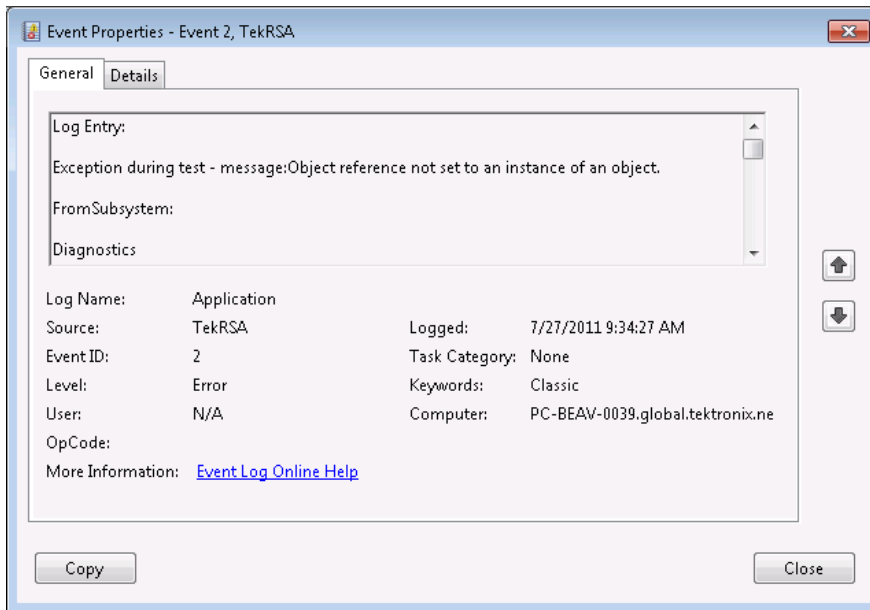 Event Properties - Event 2, TekRSA
General Details
Log Entry:
Exception during test - message:Object reference not set to an instance of an object.
FromSubsystem:
Diagnostics
Log Name: Application
Source: TekRSA Logged: 7/27/2011 9:34:27 AM
Event ID: 2 Task Category: None
Level: Error Keywords: Classic
User: N/A Computer: PC-BEAV-0039.global.tektronix.ne
OpCode:
More Information: Event Log Online Help
Copy Close